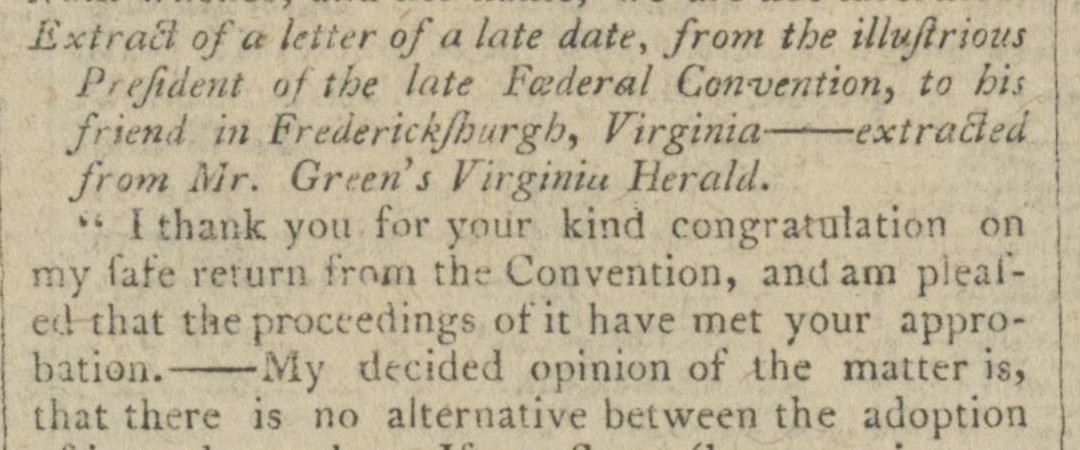 Extract of a letter of a late date, from the illuſtrious
Preſident of the late Fœderal Convention, to his
friend in Frederickſburgh, Virginia——extracted
from Mr. Green's Virginia Herald.
“ I thank you for your kind congratulation on
my ſafe return from the Convention, and am pleaſ-
ed that the proceedings of it have met your appro-
bation.——My decided opinion of the matter is,
that there is no alternative between the adoption